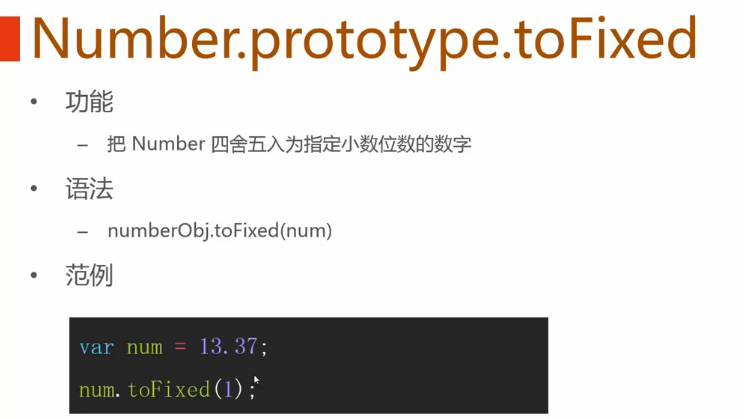 Number.prototype.toFixed
• 功能
– 把 Number 四舍五入为指定小数位数的数字
• 语法
– numberObj.toFixed(num)
• 范例
var num = 13.37;
num.toFixed(1);